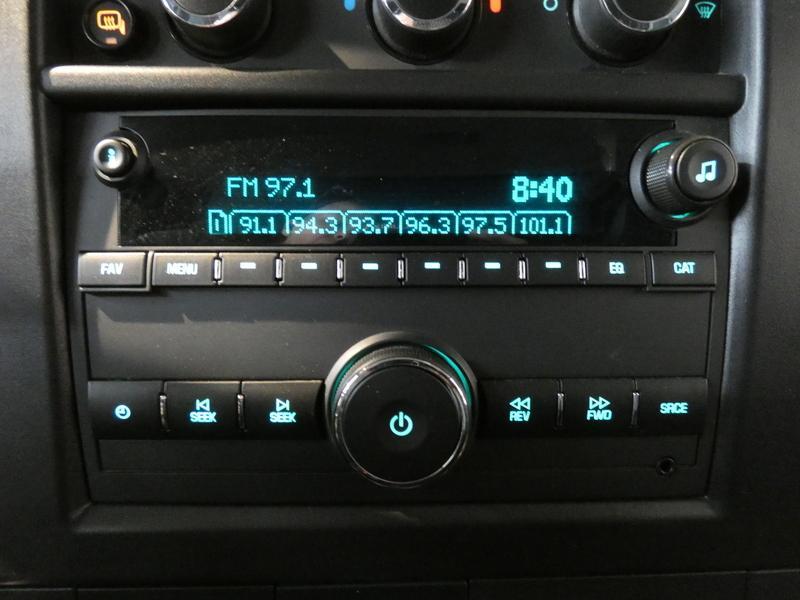 FM 97.1 8:40
1 91.1 94.3 93.7 96.3 97.5 101.1
FAV MENU EQ CAT
SEEK SEEK REV FWD SRCE